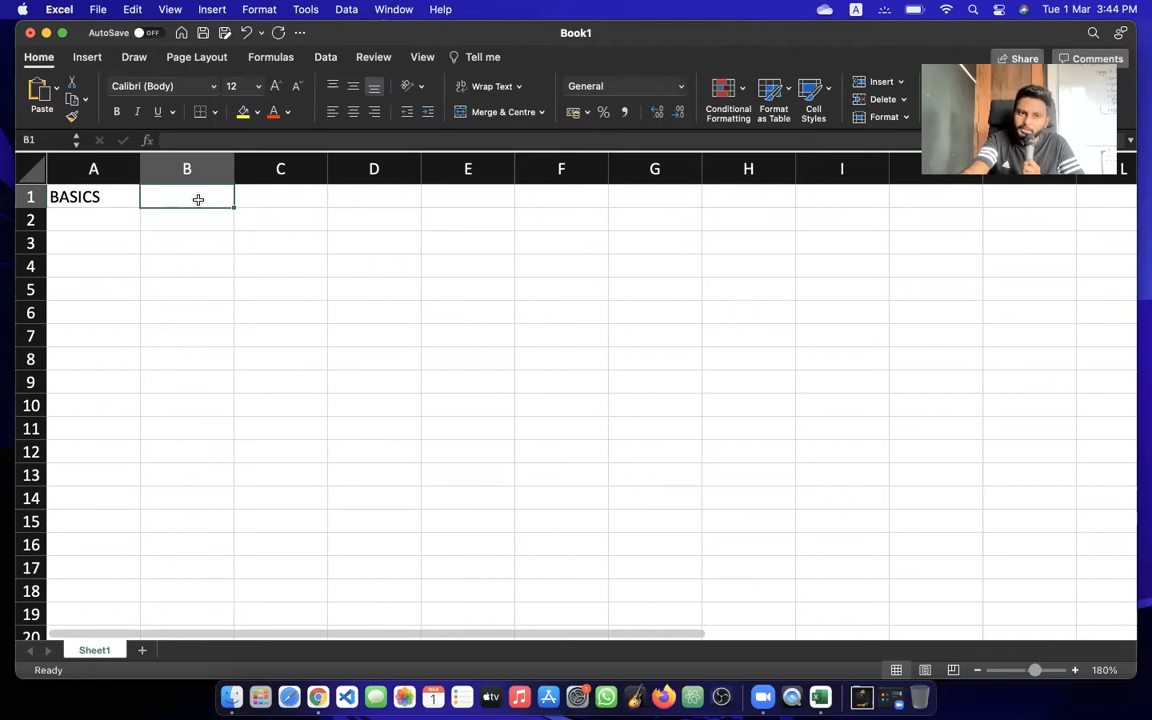 Excel File Edit View Insert Format Tools Data Window Help A Tue 1 Mar 3:44 PM
AutoSave OFF Book1
Home Insert Draw Page Layout Formulas Data Review View Tell me Share Comments
Paste Calibri (Body) 12 Wrap Text General Conditional Formatting Format as Table Cell Styles Insert
B I U Merge & Centre % Delete
Format
B1 fx
A B C D E F G H I L
1 BASICS
2
3
4
5
6
7
8
9
10
11
12
13
14
15
16
17
18
19
20
Sheet1 +
Ready 180%